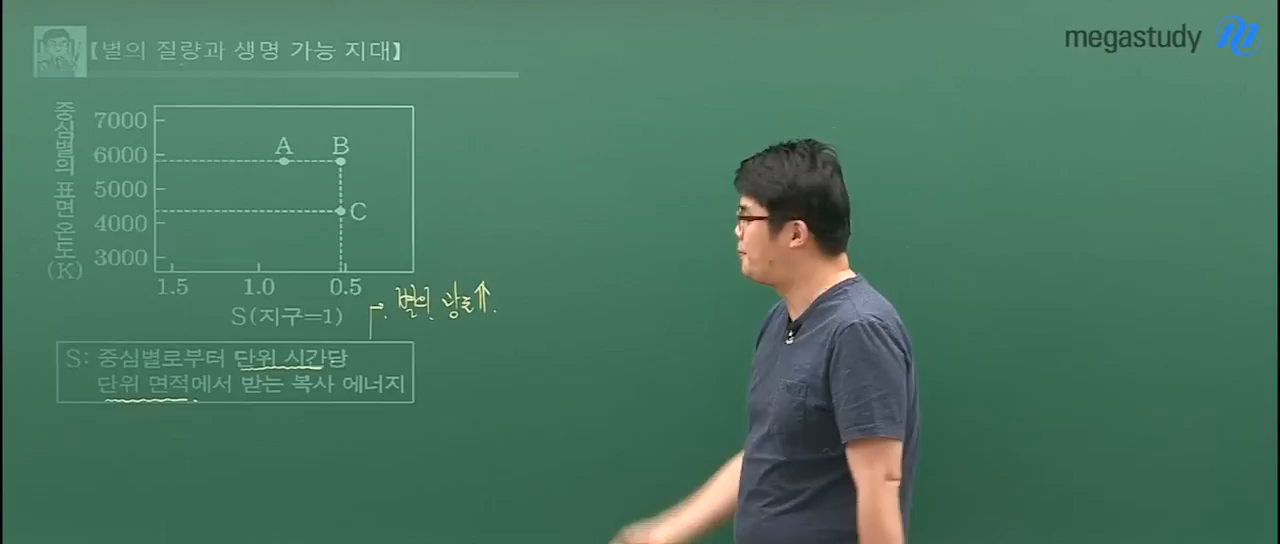 megastudy
【별의 질량과 생명 가능 지대】
중심별의 표면 온도 (K)
7000
6000
5000
4000
3000
A
B
C
1.5 1.0 0.5
S(지구=1)
별의 광도⇑
S: 중심별로부터 단위 시간당
단위 면적에서 받는 복사 에너지